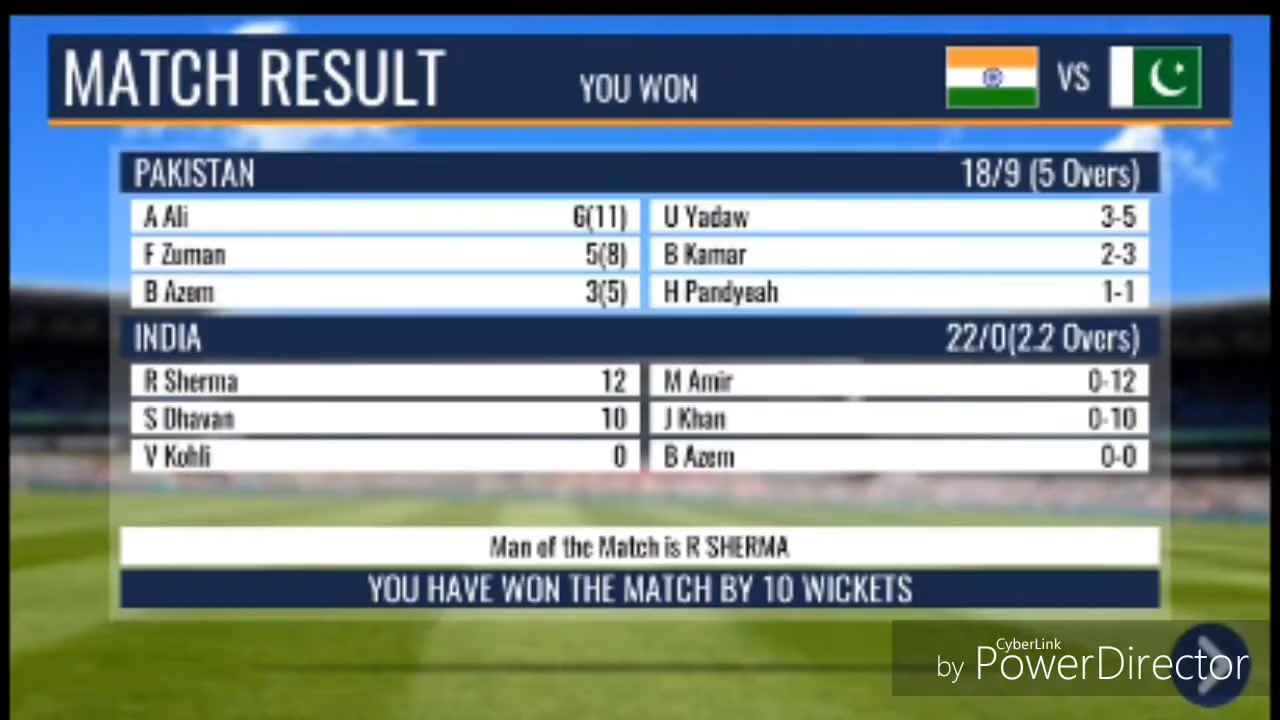 MATCH RESULT YOU WON VS
PAKISTAN 18/9 (5 Overs)
A Ali 6(11) U Yadaw 3-5
F Zuman 5(8) B Kamar 2-3
B Azem 3(5) H Pandyeah 1-1
INDIA 22/0(2.2 Overs)
R Sherma 12 M Amir 0-12
S Dhavan 10 J Khan 0-10
V Kohli 0 B Azem 0-0
Man of the Match is R SHERMA
YOU HAVE WON THE MATCH BY 10 WICKETS
CyberLink
by PowerDirector